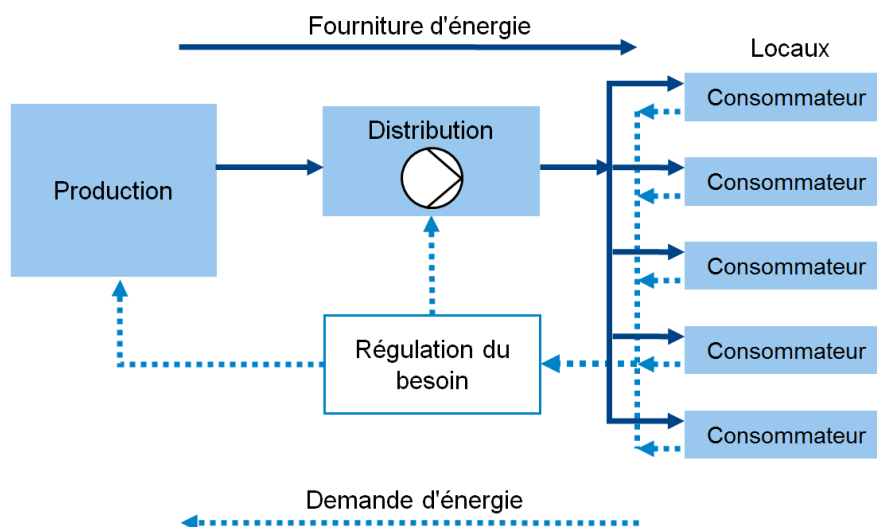 Fourniture d'énergie
Locaux
Consommateur
Distribution
Production
Consommateur
Consommateur
Régulation du
besoin
Consommateur
Consommateur
Demande d'énergie